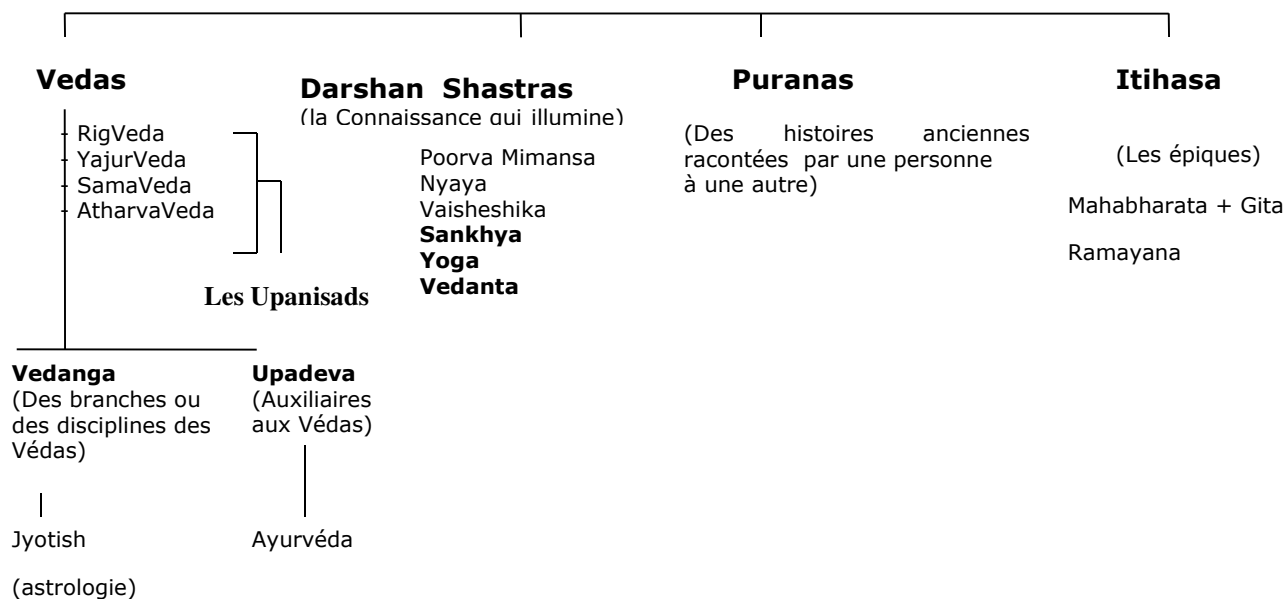 Vedas
RigVeda
YajurVeda
SamaVeda
AtharvaVeda
Les Upanisads
Vedanga
(Des branches ou
des disciplines des
Védas)
Jyotish
(astrologie)
Upadeva
(Auxiliaires
aux Védas)
Ayurvéda
Darshan Shastras
(la Connaissance qui illumine)
Poorva Mimansa
Nyaya
Vaisheshika
Sankhya
Yoga
Vedanta
Puranas
(Des histoires anciennes
racontées par une personne
à une autre)
Itihasa
(Les épiques)
Mahabharata + Gita
Ramayana